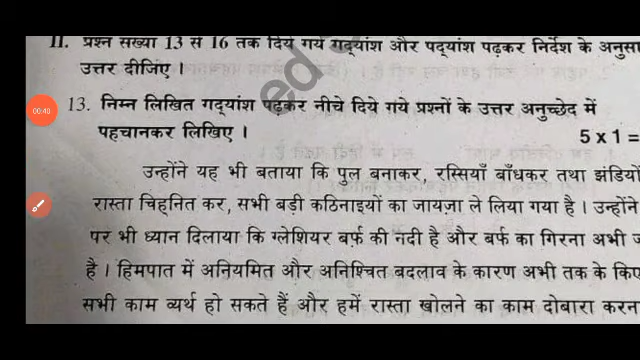 II. प्रश्न सख्या 13 से 16 तक दिये गये गद्यांश और पद्यांश पढ़कर निर्देश के अनुसा
उत्तर दीजिए ।
13. निम्न लिखित गद्यांश पढ़कर नीचे दिये गये प्रश्नों के उत्तर अनुच्छेद में
पहचानकर लिखिए ।
5 x 1 =
00:40
उन्होंने यह भी बताया कि पुल बनाकर, रस्सियाँ बाँधकर तथा झंडियों
रास्ता चिह्नित कर, सभी बड़ी कठिनाइयों का जायज़ा ले लिया गया है । उन्होंने
पर भी ध्यान दिलाया कि ग्लेशियर बर्फ़ की नदी है और बर्फ का गिरना अभी ज
है । हिमपात में अनियमित और अनिश्चित बदलाव के कारण अभी तक के किए
सभी काम व्यर्थ हो सकते हैं और हमें रास्ता खोलने का काम दोबारा करना